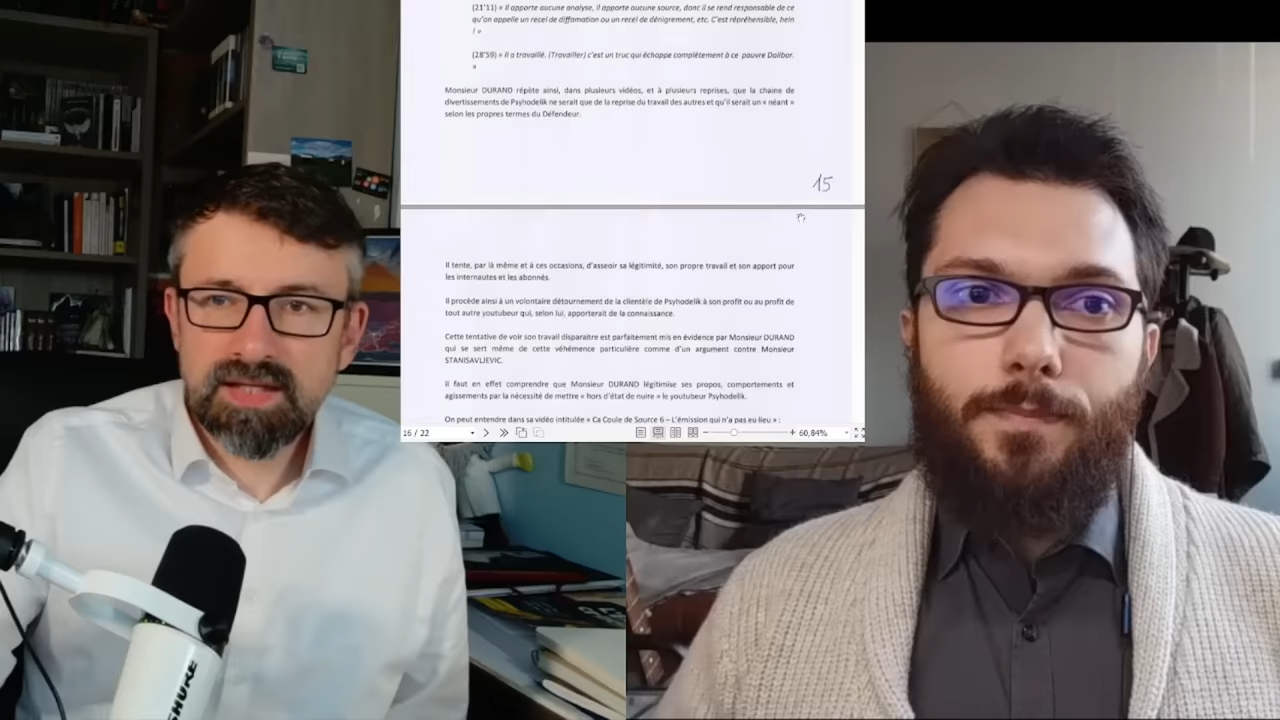 (21'11) « Il apporte aucune analyse, il apporte aucune source, donc il se rend responsable de ce
qu'on appelle un recel de diffamation ou un recel de dénigrement, etc. C'est répréhensible, hein
! »
(28'59) « Il a travaillé. (Travailler) c'est un truc qui échappe complètement à ce pauvre Dalibor.
»
Monsieur DURAND répète ainsi, dans plusieurs vidéos, et à plusieurs reprises, que la chaine de
divertissements de Psyhodelik ne serait que de la reprise du travail des autres et qu'il serait un « néant »
selon les propres termes du Défendeur.
15
Il tente, par là même et à ces occasions, d'asseoir sa légitimité, son propre travail et son apport pour
les internautes et les abonnés.
Il procède ainsi à un volontaire détournement de la clientèle de Psyhodelik à son profit ou au profit de
tout autre youtubeur qui, selon lui, apporterait de la connaissance.
Cette tentative de voir son travail disparaitre est parfaitement mis en évidence par Monsieur DURAND
qui se sert même de cette véhémence particulière comme d'un argument contre Monsieur
STANISAVLJEVIC.
Il faut en effet comprendre que Monsieur DURAND légitimise ses propos, comportements et
agissements par la nécessité de mettre « hors d'état de nuire » le youtubeur Psyhodelik.
On peut entendre dans sa vidéo intitulée « Ca Coule de Source 6 – L'émission qui n'a pas eu lieu » :
16 / 22
60,84%
SHURE